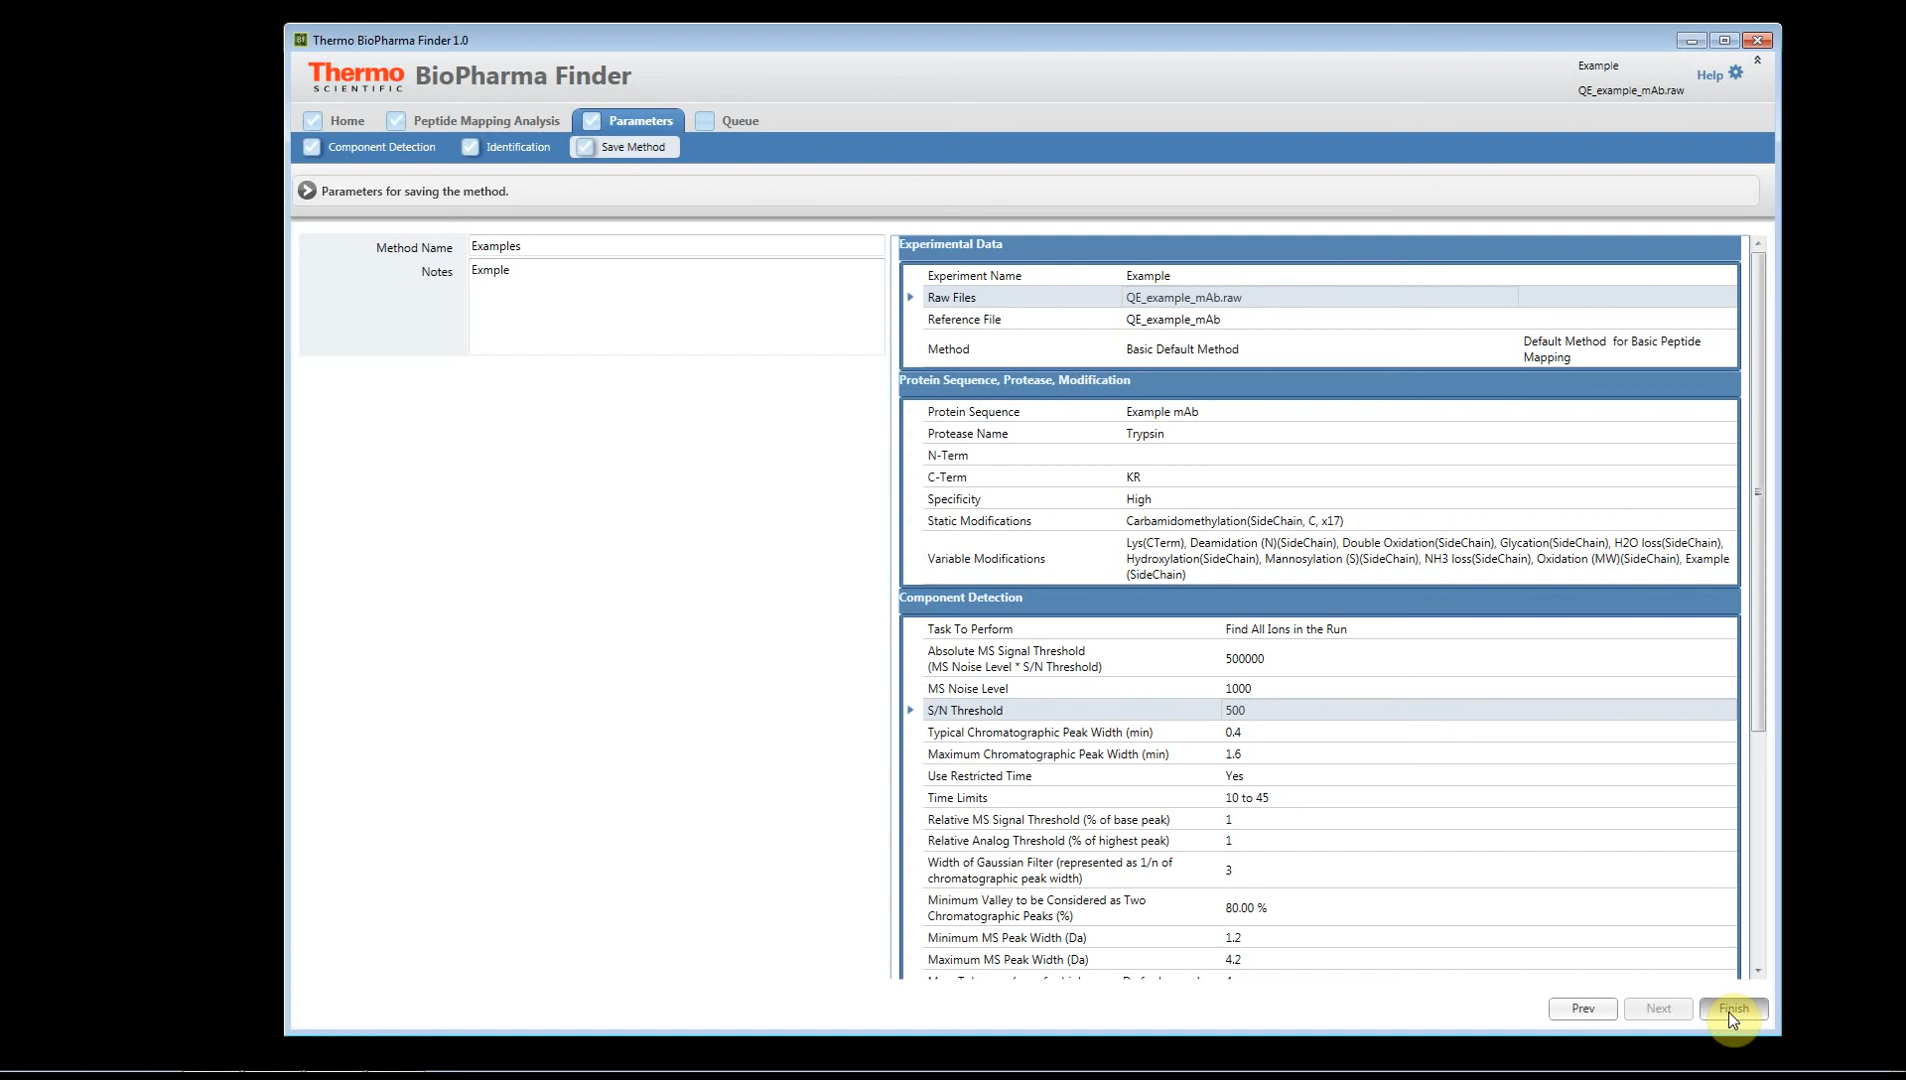 Thermo BioPharma Finder 1.0
Thermo
SCIENTIFIC
BioPharma Finder
Example
QE_example_mAb.raw
Help
Home
Peptide Mapping Analysis
Parameters
Queue
Component Detection
Identification
Save Method
Parameters for saving the method.
Method Name
Examples
Notes
Exmple
Experimental Data
Experiment Name Example
Raw Files QE_example_mAb.raw
Reference File QE_example_mAb
Method Basic Default Method Default Method for Basic Peptide
Mapping
Protein Sequence, Protease, Modification
Protein Sequence Example mAb
Protease Name Trypsin
N-Term
C-Term KR
Specificity High
Static Modifications Carbamidomethylation(SideChain, C, x17)
Variable Modifications
Lys(CTerm), Deamidation (N)(SideChain), Double Oxidation(SideChain), Glycation(SideChain), H2O loss(SideChain),
Hydroxylation(SideChain), Mannosylation (S)(SideChain), NH3 loss(SideChain), Oxidation (MW)(SideChain), Example
(SideChain)
Component Detection
Task To Perform Find All Ions in the Run
Absolute MS Signal Threshold
(MS Noise Level * S/N Threshold) 500000
MS Noise Level 1000
S/N Threshold 500
Typical Chromatographic Peak Width (min) 0.4
Maximum Chromatographic Peak Width (min) 1.6
Use Restricted Time Yes
Time Limits 10 to 45
Relative MS Signal Threshold (% of base peak) 1
Relative Analog Threshold (% of highest peak) 1
Width of Gaussian Filter (represented as 1/n of
chromatographic peak width) 3
Minimum Valley to be Considered as Two
Chromatographic Peaks (%) 80.00 %
Minimum MS Peak Width (Da) 1.2
Maximum MS Peak Width (Da) 4.2
Prev
Next
Finish